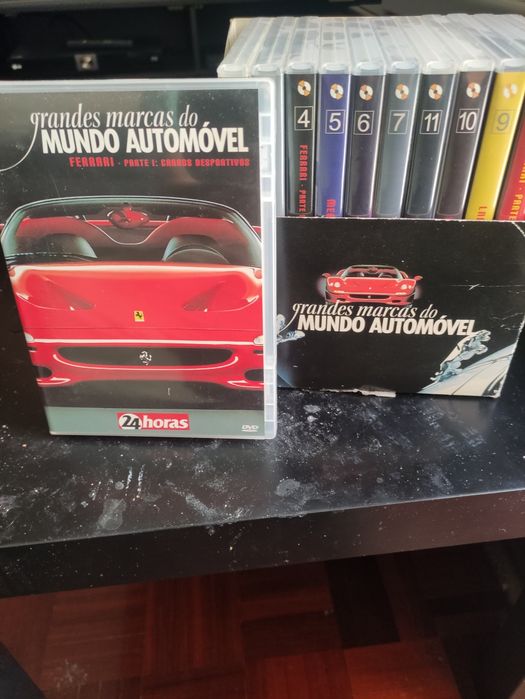 grandes marcas do
MUNDO AUTOMÓVEL
FERRARI - PARTE I: CARROS DESPORTIVOS
24horas
DVD
4
FERRARI - PARTE
5
6
7
11
10
9
grandes marcas do
MUNDO AUTOMÓVEL